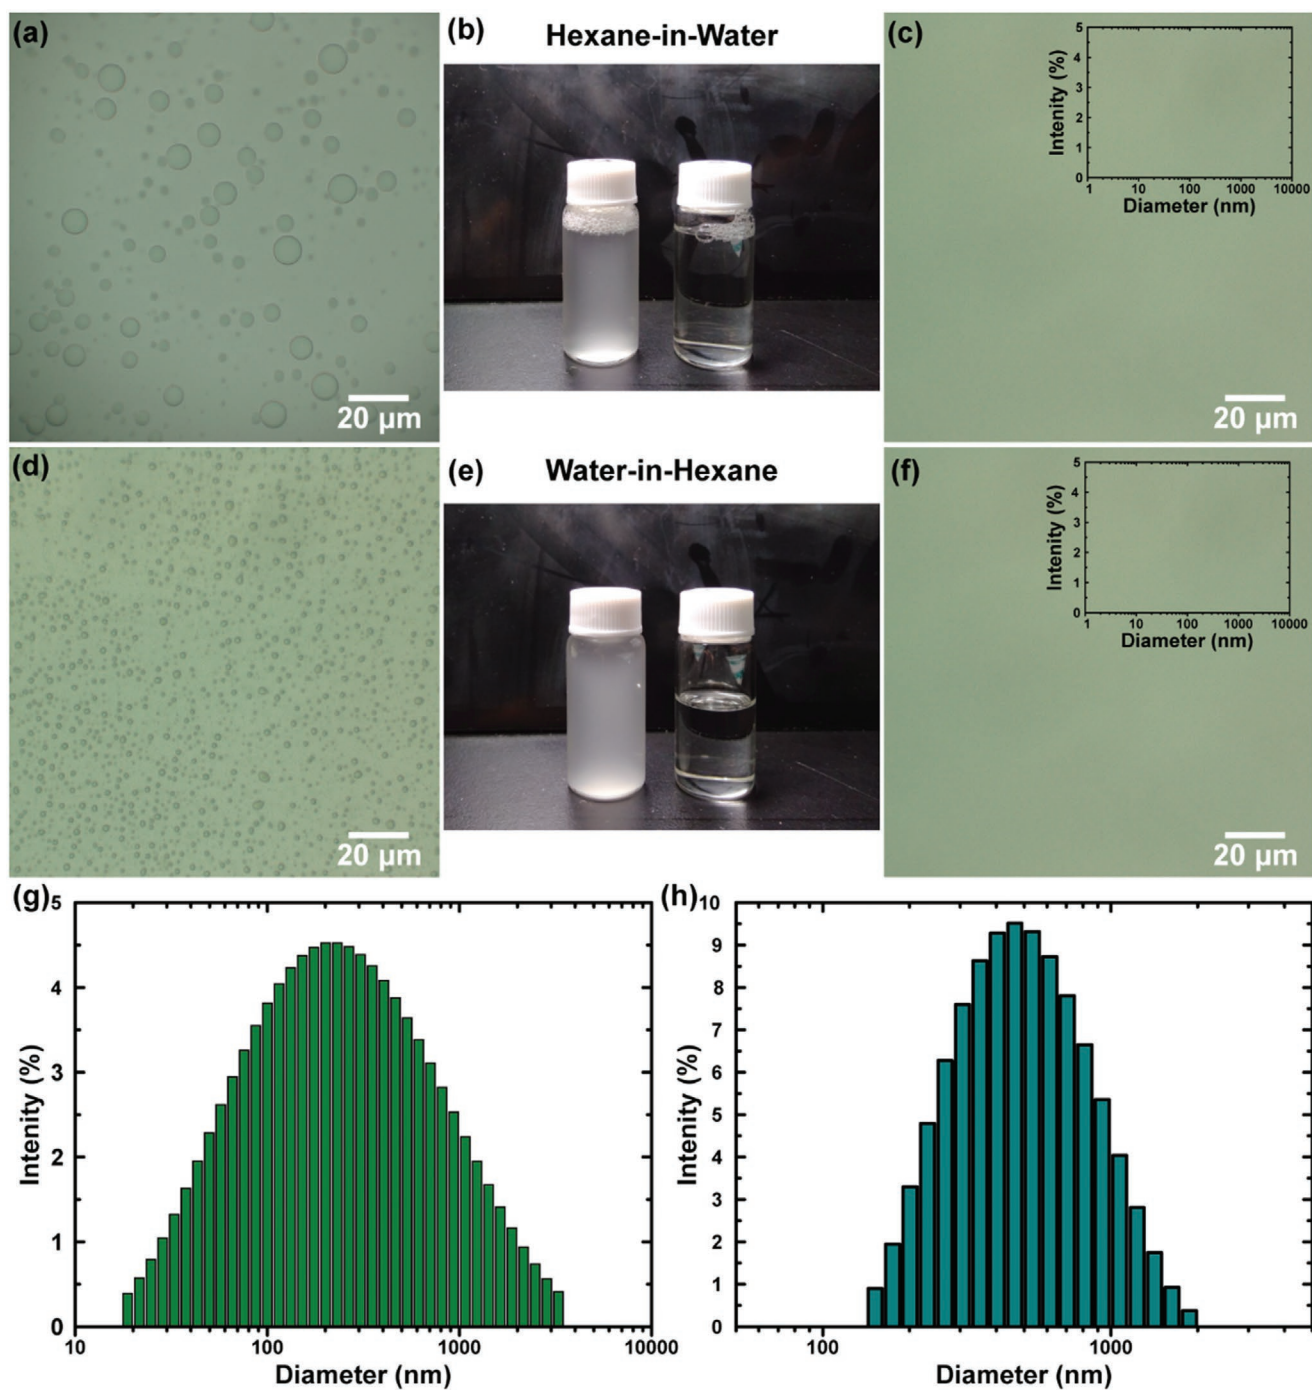 (a)
20 µm
(b)
Hexane-in-Water
(c)
5
4
3
2
1
0
Intenity (%)
1 10 100 1000 10000
Diameter (nm)
20 µm
(d)
20 µm
(e)
Water-in-Hexane
(f)
5
4
3
2
1
0
Intenity (%)
1 10 100 1000 10000
Diameter (nm)
20 µm
(g)
5
4
3
2
1
0
Intenity (%)
10 100 1000 10000
Diameter (nm)
(h)
10
9
8
7
6
5
4
3
2
1
0
Intenity (%)
100 1000
Diameter (nm)